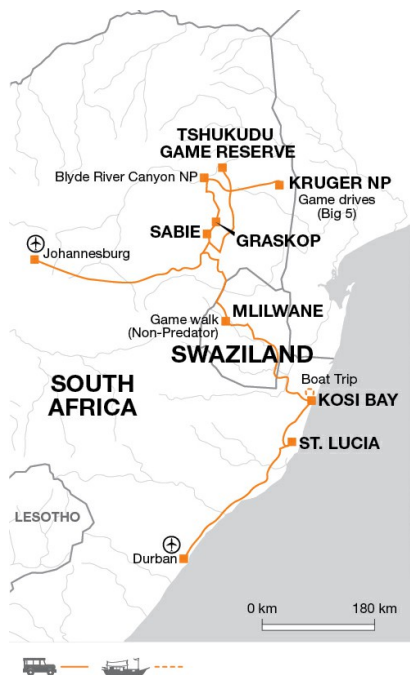 TSHUKUDU
GAME RESERVE
Blyde River Canyon NP
KRUGER NP
Game drives
(Big 5)
SABIE
GRASKOP
Johannesburg
MLILWANE
Game walk
(Non-Predator)
SWAZILAND
SOUTH
AFRICA
Boat Trip
KOSI BAY
ST. LUCIA
LESOTHO
Durban
0 km
180 km